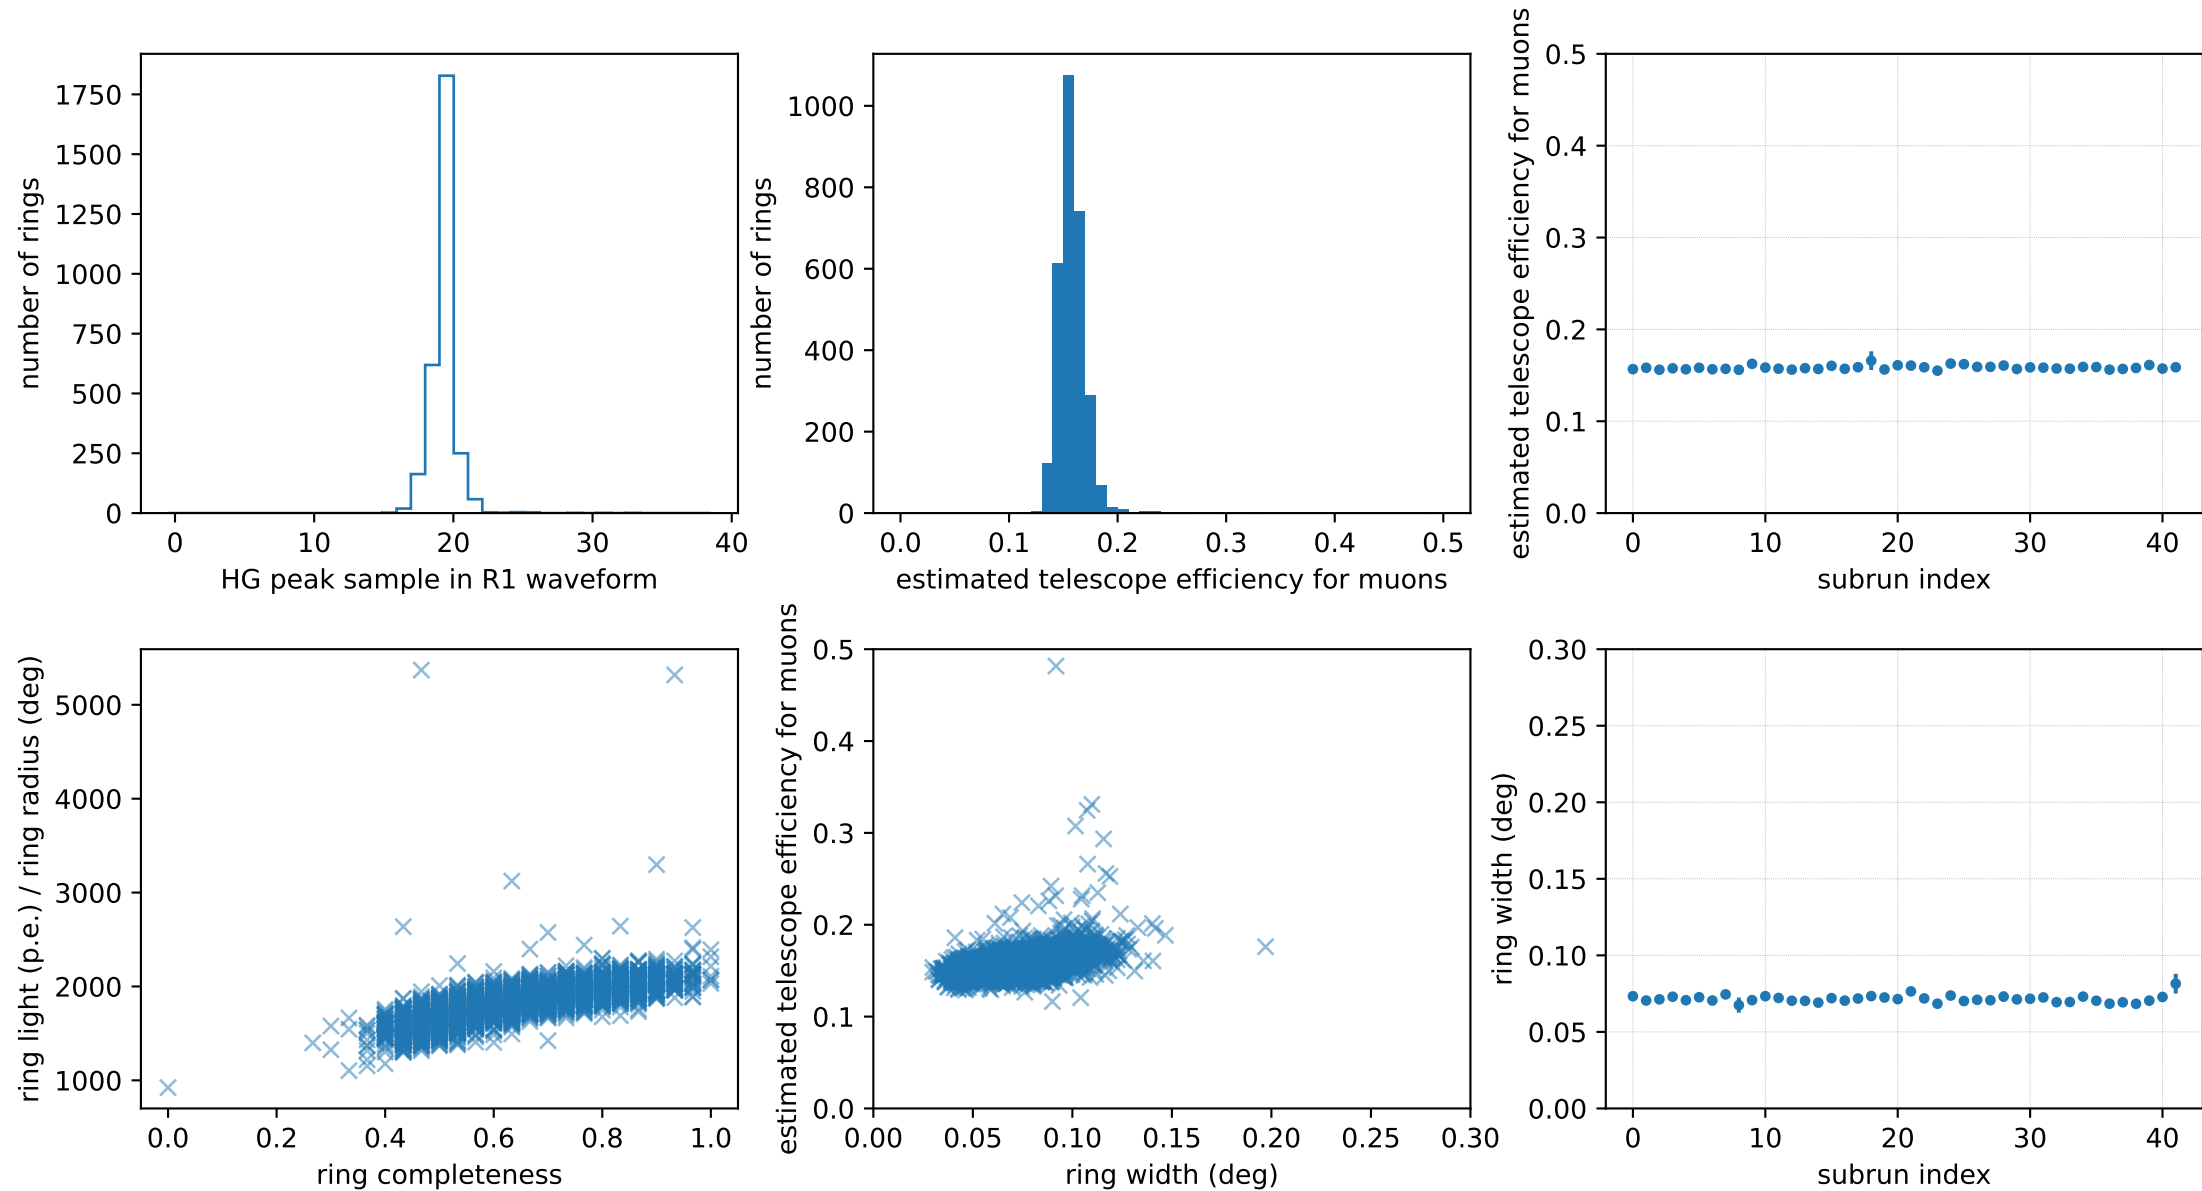 number of rings
1750
1500
1250
1000
750
500
250
0
0 10 20 30 40
HG peak sample in R1 waveform
number of rings
1000
800
600
400
200
0
0.0 0.1 0.2 0.3 0.4 0.5
estimated telescope efficiency for muons
estimated telescope efficiency for muons
0.5
0.4
0.3
0.2
0.1
0.0
0 10 20 30 40
subrun index
ring light (p.e.) / ring radius (deg)
5000
4000
3000
2000
1000
0.0 0.2 0.4 0.6 0.8 1.0
ring completeness
estimated telescope efficiency for muons
0.5
0.4
0.3
0.2
0.1
0.0
0.00 0.05 0.10 0.15 0.20 0.25 0.30
ring width (deg)
ring width (deg)
0.30
0.25
0.20
0.15
0.10
0.05
0.00
0 10 20 30 40
subrun index